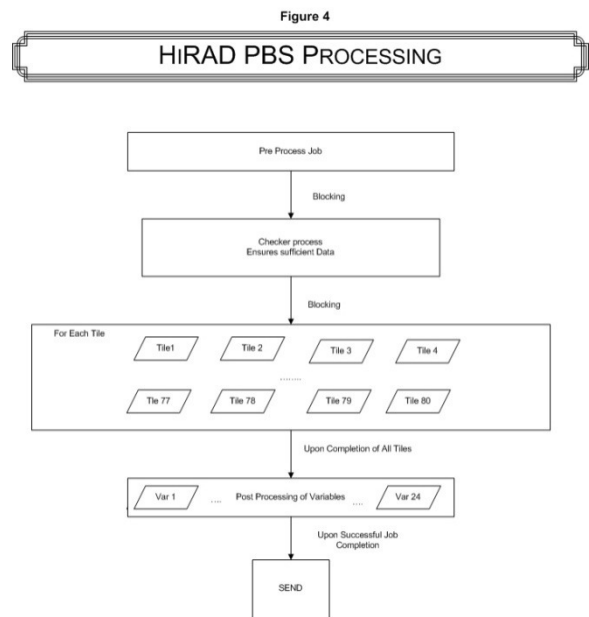 Figure 4
HIRAD PBS PROCESSING
Pre Process Job
Blocking
Checker process
Ensures sufficient Data
Blocking
For Each Tile
Tile1 Tile 2 Tile 3 Tile 4
........
Tle 77 Tile 78 Tile 79 Tile 80
Upon Completion of All Tiles
Var 1 .... Post Processing of Variables .... Var 24
Upon Successful Job
Completion
SEND